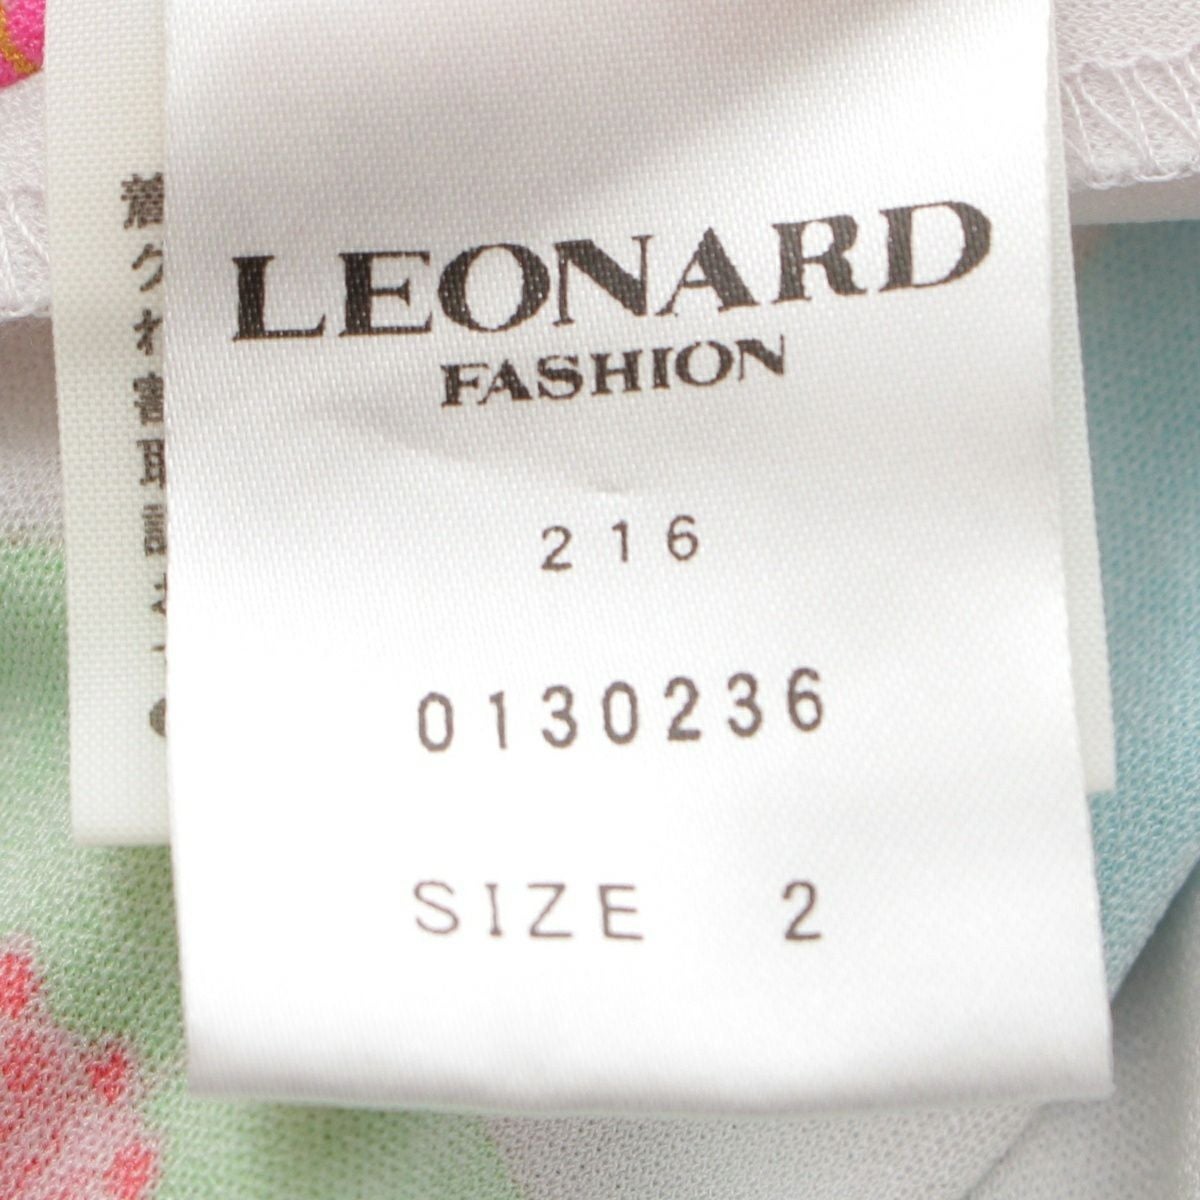 LEONARD
FASHION
216
0130236
SIZE 2